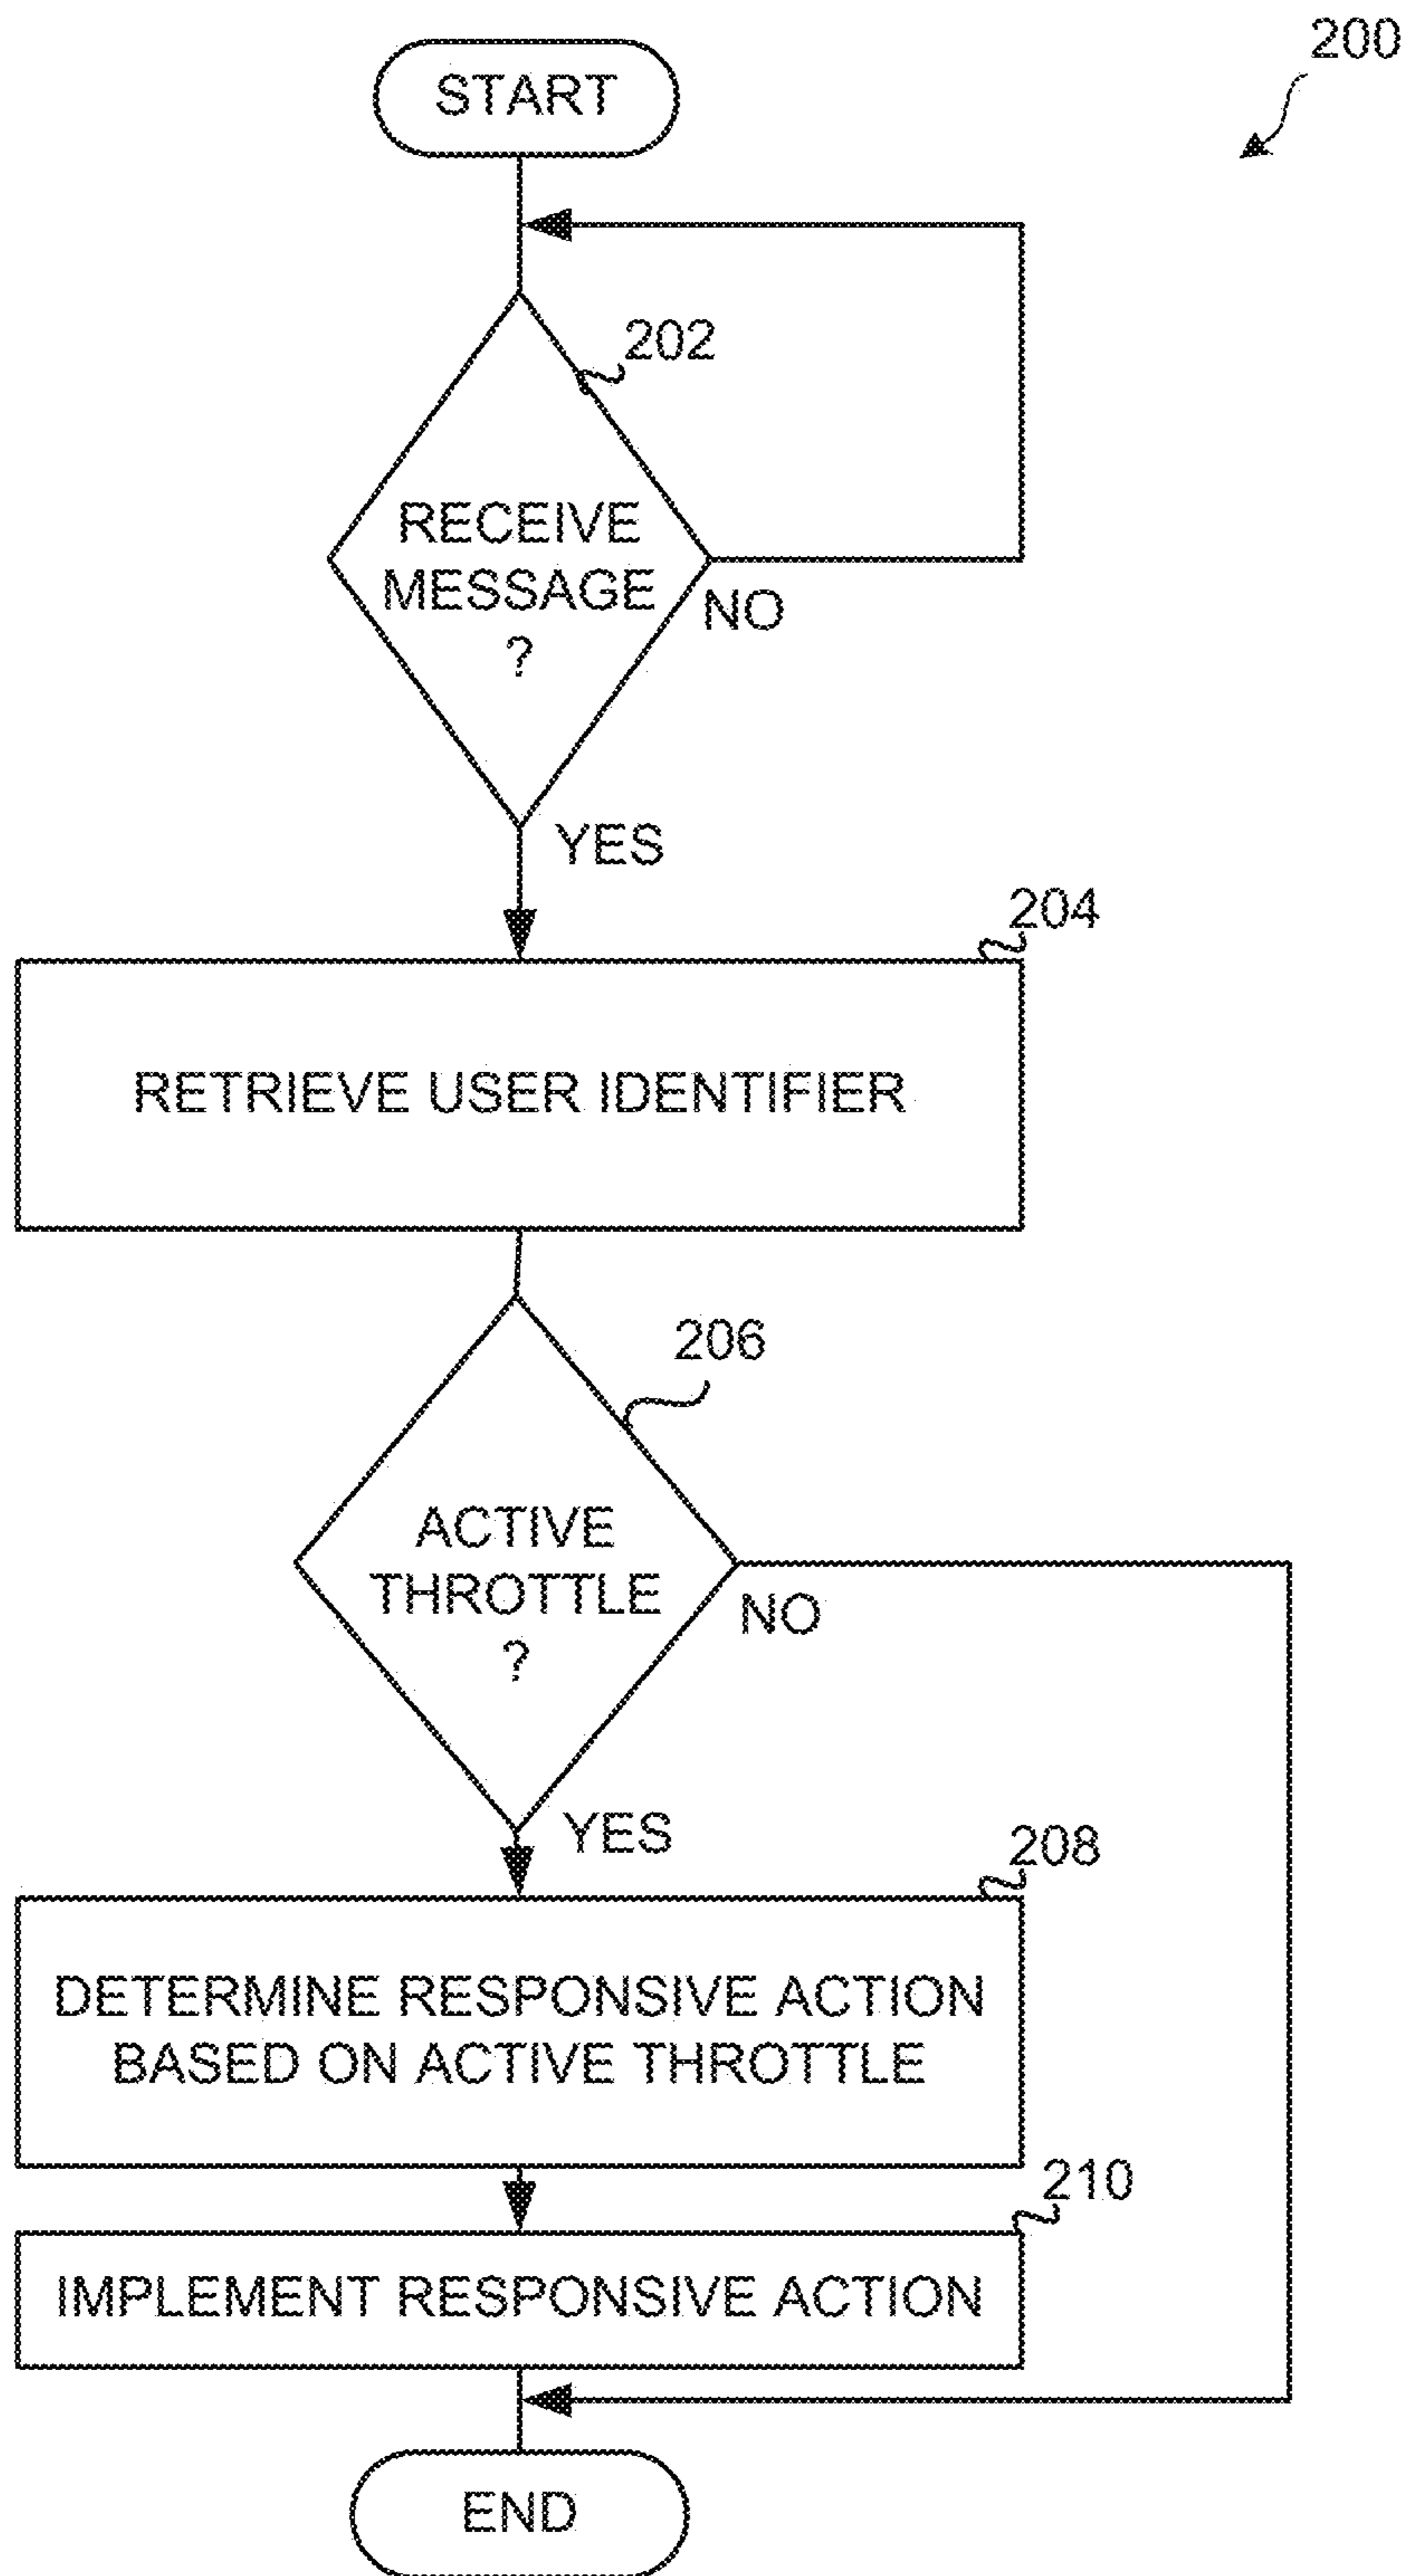 200
START
202
RECEIVE
MESSAGE
?
NO
YES
204
RETRIEVE USER IDENTIFIER
206
ACTIVE
THROTTLE
?
NO
YES
208
DETERMINE RESPONSIVE ACTION
BASED ON ACTIVE THROTTLE
210
IMPLEMENT RESPONSIVE ACTION
END